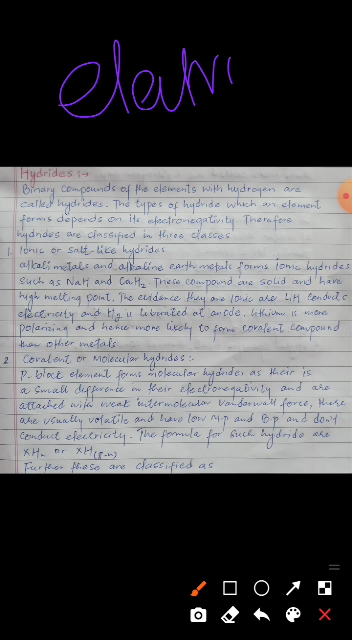 Hydrides :→
Binary compounds of the elements with hydrogen are
called hydrides. The types of hydride which an element
forms depends on its electronegativity. Therefore
hydrides are classified in three classes
1. Ionic or salt-like hydrides
alkali metals and alkaline earth metals forms ionic hydrides
such as NaH and CaH2. These compound are solid and have
high melting point. The evidence they are Ionic are LiH conducts
electricity and H2 is liberated at anode. Lithium is more
polarizing and hence more likely to form covalent compound
than other metals
2 Covalent or Molecular hydrides :-
P-block element forms molecular hydrides as their is
a small difference in their electronegativity and are
attached with weak intermolecular Vanderwall force, these
are usually volatile and have low M.p and B.p and don't
conduct electricity. The formula for such hydride are
XHn or XH(8-n)
Further these are classified as